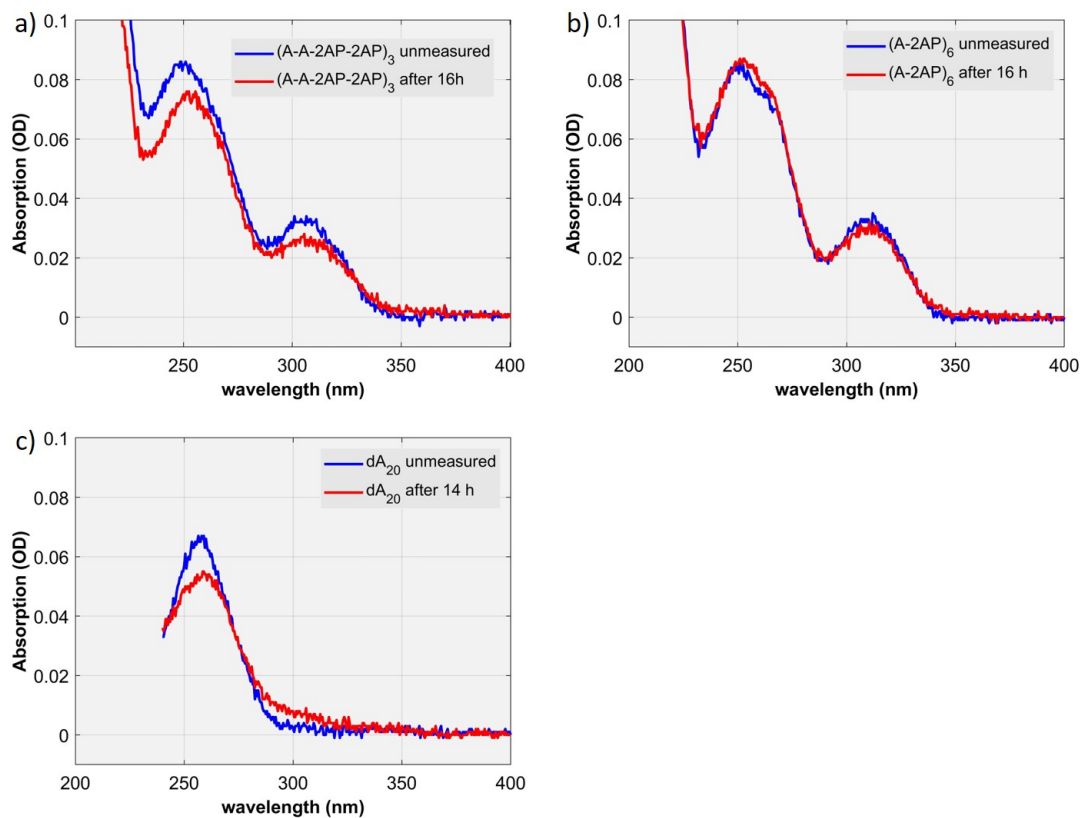 a)
(A-A-2AP-2AP)3 unmeasured
(A-A-2AP-2AP)3 after 16h
Absorption (OD)
0.1
0.08
0.06
0.04
0.02
0
250
300
350
400
wavelength (nm)
b)
(A-2AP)6 unmeasured
(A-2AP)6 after 16 h
Absorption (OD)
0.1
0.08
0.06
0.04
0.02
0
200
250
300
350
400
wavelength (nm)
c)
dA20 unmeasured
dA20 after 14 h
Absorption (OD)
0.1
0.08
0.06
0.04
0.02
0
200
250
300
350
400
wavelength (nm)